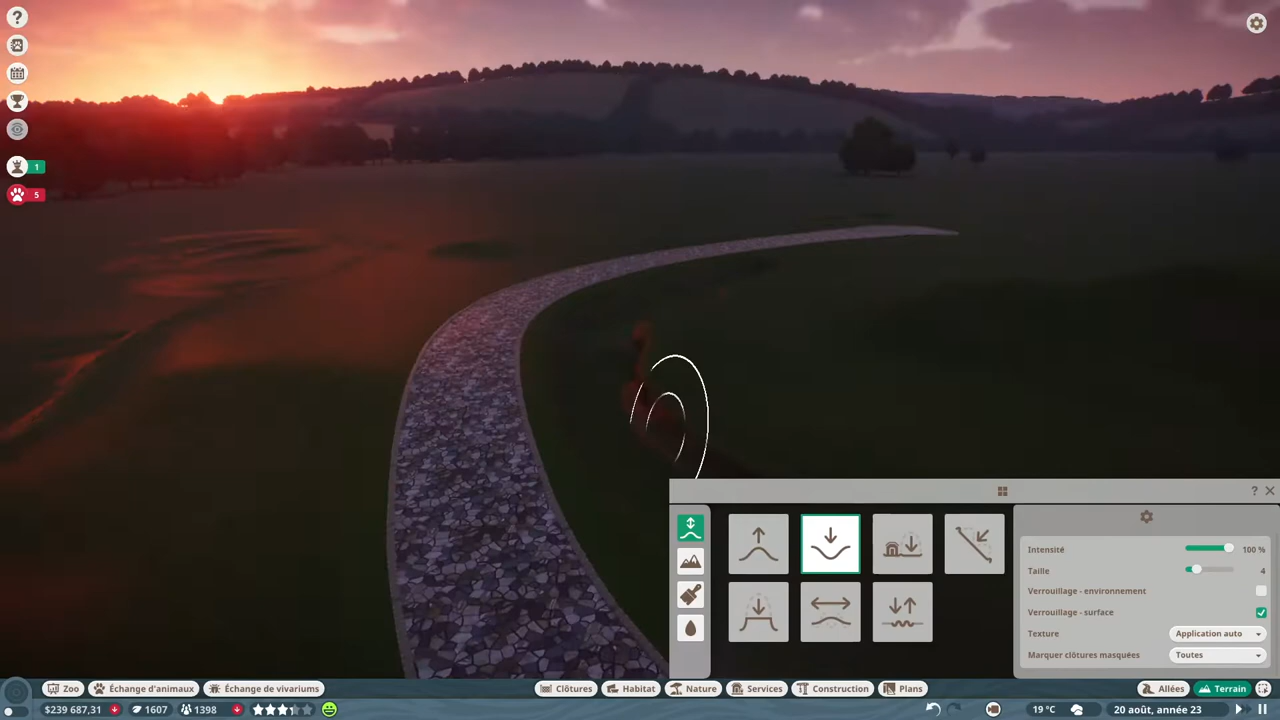 ?
1
5
? ×
Intensité 100 %
Taille 4
Verrouillage - environnement
Verrouillage - surface
Texture Application auto
Marquer clôtures masquées Toutes
Zoo Échange d'animaux Échange de vivariums Clôtures Habitat Nature Services Construction Plans Allées Terrain
$239 687,31 1607 1398 19 °C 20 août, année 23